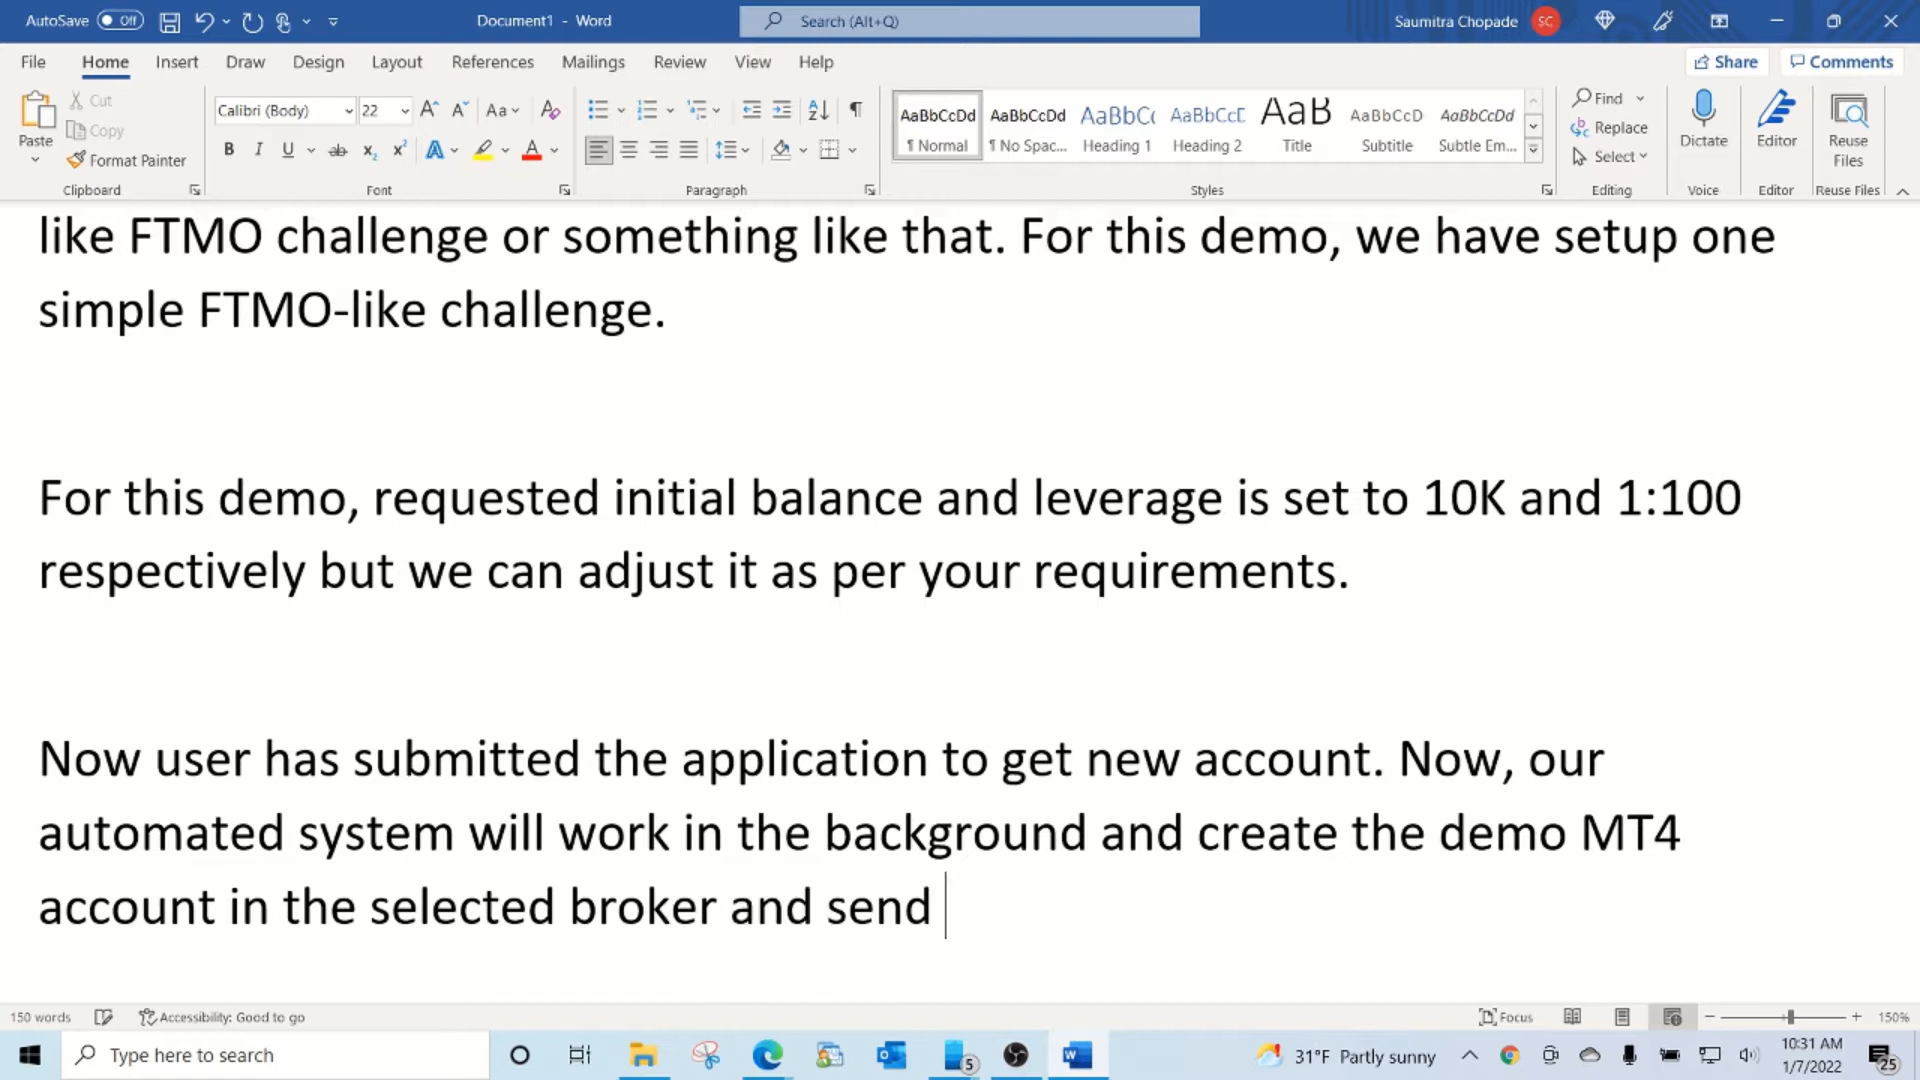 AutoSave Off
Document1 - Word
Search (Alt+Q)
Saumitra Chopade SC
File Home Insert Draw Design Layout References Mailings Review View Help
Share Comments
Paste
Cut
Copy
Format Painter
Clipboard
Calibri (Body) 22
Font
Paragraph
AaBbCcDd AaBbCcDd AaBbC( AaBbCcE AaB AaBbCcD AaBbCcDd
¶ Normal ¶ No Spac... Heading 1 Heading 2 Title Subtitle Subtle Em...
Styles
Find
Replace
Select
Editing
Dictate
Voice
Editor
Editor
Reuse
Files
Reuse Files
like FTMO challenge or something like that. For this demo, we have setup one
simple FTMO-like challenge.
For this demo, requested initial balance and leverage is set to 10K and 1:100
respectively but we can adjust it as per your requirements.
Now user has submitted the application to get new account. Now, our
automated system will work in the background and create the demo MT4
account in the selected broker and send
150 words Accessibility: Good to go
Focus
150%
Type here to search
5
31°F Partly sunny
10:31 AM
1/7/2022
25